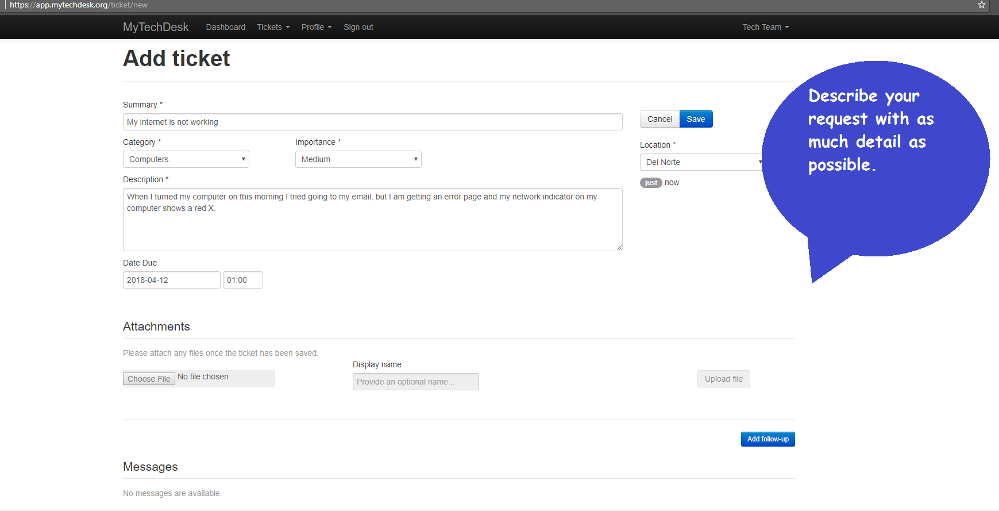 https://app.mytechdesk.org/ticket/new
MyTechDesk Dashboard Tickets Profile Sign out Tech Team
Add ticket
Summary *
My internet is not working
Cancel Save
Category * Importance *
Computers Medium
Location *
Del Norte
just now
Description *
When I turned my computer on this morning I tried going to my email, but I am getting an error page and my network indicator on my
computer shows a red X.
Date Due
2018-04-12 01:00
Describe your
request with as
much detail as
possible.
Attachments
Please attach any files once the ticket has been saved.
Display name
Choose File No file chosen Provide an optional name... Upload file
Add follow-up
Messages
No messages are available.